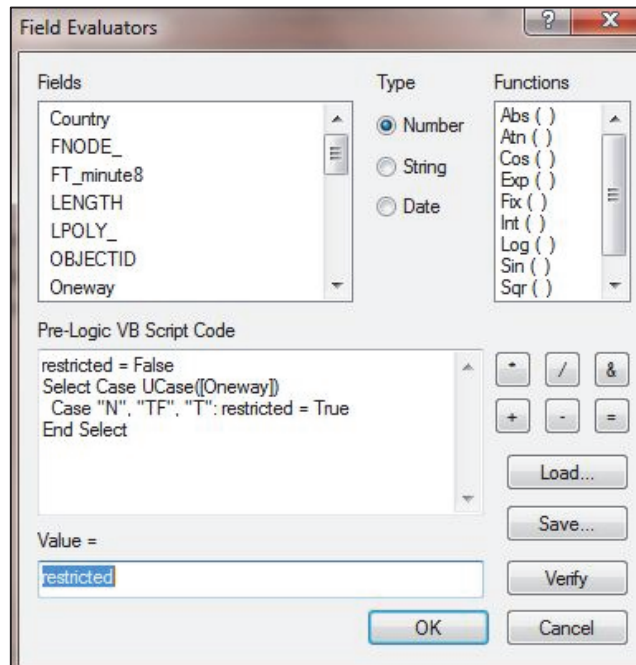 Field Evaluators
? X
Fields
Country
FNODE_
FT_minute8
LENGTH
LPOLY_
OBJECTID
Oneway
Type
Number
String
Date
Functions
Abs ( )
Atn ( )
Cos ( )
Exp ( )
Fix ( )
Int ( )
Log ( )
Sin ( )
Sqr ( )
Pre-Logic VB Script Code
restricted = False
Select Case UCase([Oneway])
Case "N", "TF", "T": restricted = True
End Select
* / &
+ - =
Load...
Save...
Value =
restricted
Verify
OK
Cancel